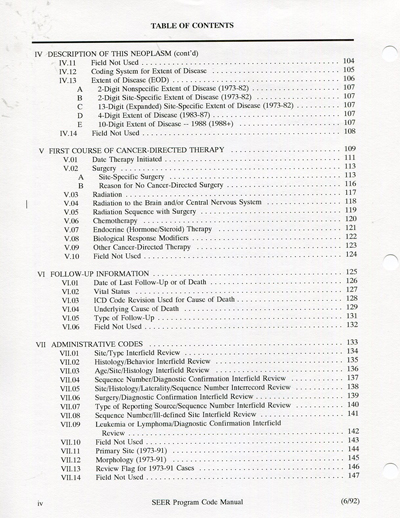 TABLE OF CONTENTS
IV DESCRIPTION OF THIS NEOPLASM (cont'd)
IV.11 Field Not Used . . . . . . . . . . 104
IV.12 Coding System for Extent of Disease . . . . . . . . . . 105
IV.13 Extent of Disease (EOD) . . . . . . . . . . 107
A 2-Digit Nonspecific Extent of Disease (1973-82) . . . . . . . . . . 107
B 2-Digit Site-Specific Extent of Disease (1973-82) . . . . . . . . . . 107
C 13-Digit (Expanded) Site-Specific Extent of Disease (1973-82) . . . . . . . . . . 107
D 4-Digit Extent of Disease (1983-87) . . . . . . . . . . 107
E 10-Digit Extent of Disease -- 1988 (1988+) . . . . . . . . . . 107
IV.14 Field Not Used . . . . . . . . . . 108
V FIRST COURSE OF CANCER-DIRECTED THERAPY . . . . . . . . . . 109
V.01 Date Therapy Initiated . . . . . . . . . . 111
V.02 Surgery . . . . . . . . . . 113
A Site-Specific Surgery . . . . . . . . . . 113
B Reason for No Cancer-Directed Surgery . . . . . . . . . . 116
V.03 Radiation . . . . . . . . . . 117
V.04 Radiation to the Brain and/or Central Nervous System . . . . . . . . . . 118
V.05 Radiation Sequence with Surgery . . . . . . . . . . 119
V.06 Chemotherapy . . . . . . . . . . 120
V.07 Endocrine (Hormone/Steroid) Therapy . . . . . . . . . . 121
V.08 Biological Response Modifiers . . . . . . . . . . 122
V.09 Other Cancer-Directed Therapy . . . . . . . . . . 123
V.10 Field Not Used . . . . . . . . . . 124
VI FOLLOW-UP INFORMATION . . . . . . . . . . 125
VI.01 Date of Last Follow-Up or of Death . . . . . . . . . . 126
VI.02 Vital Status . . . . . . . . . . 127
VI.03 ICD Code Revision Used for Cause of Death . . . . . . . . . . 128
VI.04 Underlying Cause of Death . . . . . . . . . . 129
VI.05 Type of Follow-Up . . . . . . . . . . 131
VI.06 Field Not Used . . . . . . . . . . 132
VII ADMINISTRATIVE CODES . . . . . . . . . . 133
VII.01 Site/Type Interfield Review . . . . . . . . . . 134
VII.02 Histology/Behavior Interfield Review . . . . . . . . . . 135
VII.03 Age/Site/Histology Interfield Review . . . . . . . . . . 136
VII.04 Sequence Number/Diagnostic Confirmation Interfield Review . . . . . . . . . . 137
VII.05 Site/Histology/Laterality/Sequence Number Interrecord Review . . . . . . . . . . 138
VII.06 Surgery/Diagnostic Confirmation Interfield Review . . . . . . . . . . 139
VII.07 Type of Reporting Source/Sequence Number Interfield Review . . . . . . . . . . 140
VII.08 Sequence Number/Ill-defined Site Interfield Review . . . . . . . . . . 141
VII.09 Leukemia or Lymphoma/Diagnostic Confirmation Interfield
Review . . . . . . . . . . 142
VII.10 Field Not Used . . . . . . . . . . 143
VII.11 Primary Site (1973-91) . . . . . . . . . . 144
VII.12 Morphology (1973-91) . . . . . . . . . . 145
VII.13 Review Flag for 1973-91 Cases . . . . . . . . . . 146
VII.14 Field Not Used . . . . . . . . . . 147
iv SEER Program Code Manual (6/92)